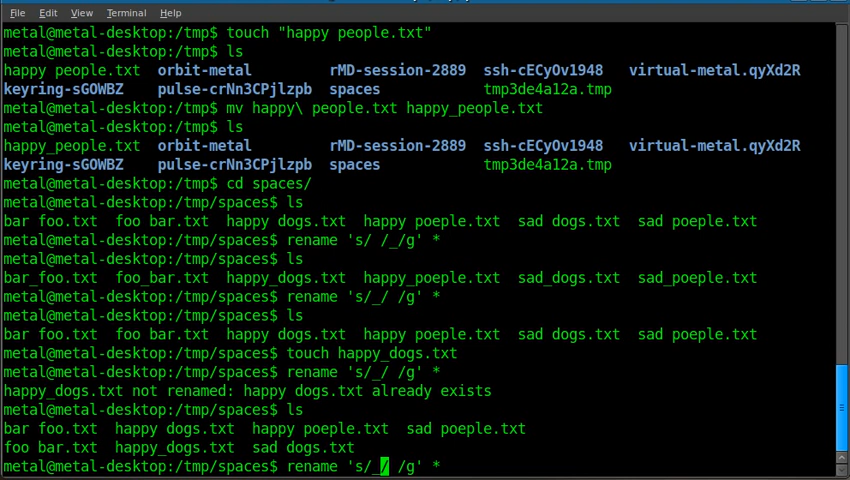 File Edit View Terminal Help
metal@metal-desktop:/tmp$ touch "happy people.txt"
metal@metal-desktop:/tmp$ ls
happy people.txt orbit-metal rMD-session-2889 ssh-cECyOv1948 virtual-metal.qyXd2R
keyring-sGOWBZ pulse-crNn3CPjlzpb spaces tmp3de4a12a.tmp
metal@metal-desktop:/tmp$ mv happy\ people.txt happy_people.txt
metal@metal-desktop:/tmp$ ls
happy_people.txt orbit-metal rMD-session-2889 ssh-cECyOv1948 virtual-metal.qyXd2R
keyring-sGOWBZ pulse-crNn3CPjlzpb spaces tmp3de4a12a.tmp
metal@metal-desktop:/tmp$ cd spaces/
metal@metal-desktop:/tmp/spaces$ ls
bar foo.txt foo bar.txt happy dogs.txt happy poeple.txt sad dogs.txt sad poeple.txt
metal@metal-desktop:/tmp/spaces$ rename 's/ /_/g' *
metal@metal-desktop:/tmp/spaces$ ls
bar_foo.txt foo_bar.txt happy_dogs.txt happy_poeple.txt sad_dogs.txt sad_poeple.txt
metal@metal-desktop:/tmp/spaces$ rename 's/_/ /g' *
metal@metal-desktop:/tmp/spaces$ ls
bar foo.txt foo bar.txt happy dogs.txt happy poeple.txt sad dogs.txt sad poeple.txt
metal@metal-desktop:/tmp/spaces$ touch happy_dogs.txt
metal@metal-desktop:/tmp/spaces$ rename 's/_/ /g' *
happy_dogs.txt not renamed: happy dogs.txt already exists
metal@metal-desktop:/tmp/spaces$ ls
bar foo.txt happy dogs.txt happy poeple.txt sad poeple.txt
foo bar.txt happy_dogs.txt sad dogs.txt
metal@metal-desktop:/tmp/spaces$ rename 's/_/ /g' *